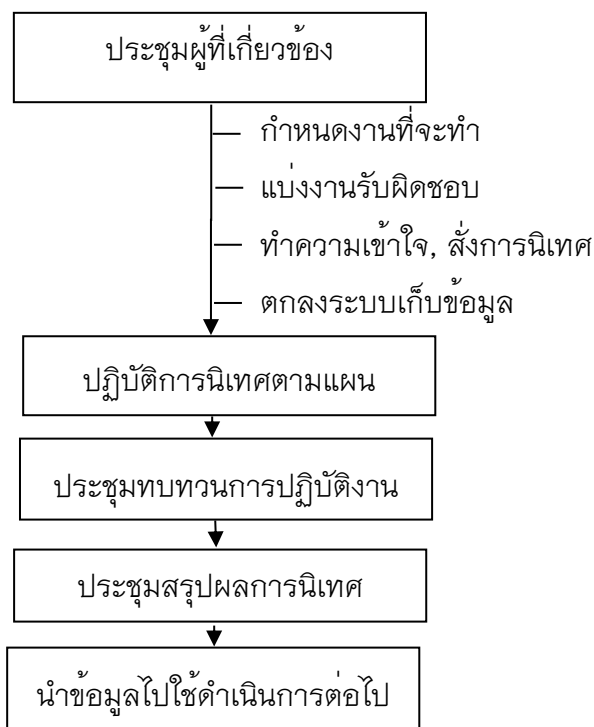 ประชุมผู้ที่เกี่ยวข้อง
กำหนดงานที่จะทำ
แบ่งงานรับผิดชอบ
ทำความเข้าใจ, สั่งการนิเทศ
ตกลงระบบเก็บข้อมูล
ปฏิบัติการนิเทศตามแผน
ประชุมทบทวนการปฏิบัติงาน
ประชุมสรุปผลการนิเทศ
นำข้อมูลไปใช้ดำเนินการต่อไป